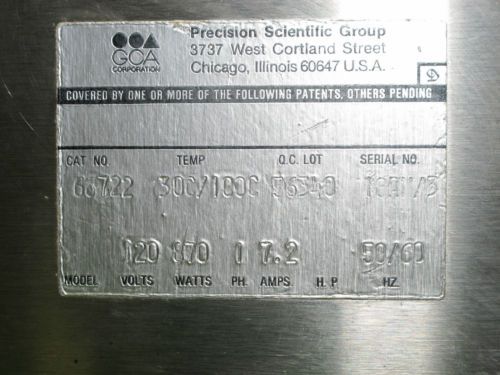 GCA
CORPORATION
Precision Scientific Group
3737 West Cortland Street
Chicago, Illinois 60647 U.S.A.
COVERED BY ONE OR MORE OF THE FOLLOWING PATENTS, OTHERS PENDING
CAT NO. TEMP Q.C. LOT SERIAL NO.
30C/100C
120 870 1 7.2 50/60
MODEL VOLTS WATTS PH. AMPS. H.P. HZ.